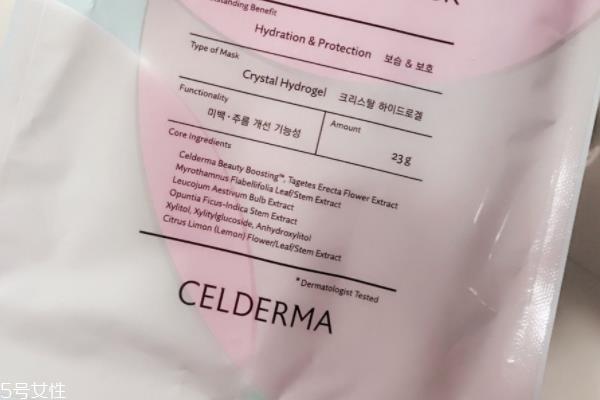 Benefit
Hydration & Protection 보습 & 보호
Type of Mask
Crystal Hydrogel 크리스탈 하이드로겔
Functionality
미백·주름 개선 기능성
Amount
23 g
Core Ingredients
Celderma Beauty Boosting™, Tagetes Erecta Flower Extract
Myrothamnus Flabellifolia Leaf/Stem Extract
Leucojum Aestivum Bulb Extract
Opuntia Ficus-Indica Stem Extract
Xylitol, Xylitylglucoside, Anhydroxylitol
Citrus Limon (Lemon) Flower/Leaf/Stem Extract
*Dermatologist Tested
CELDERMA
5号女性